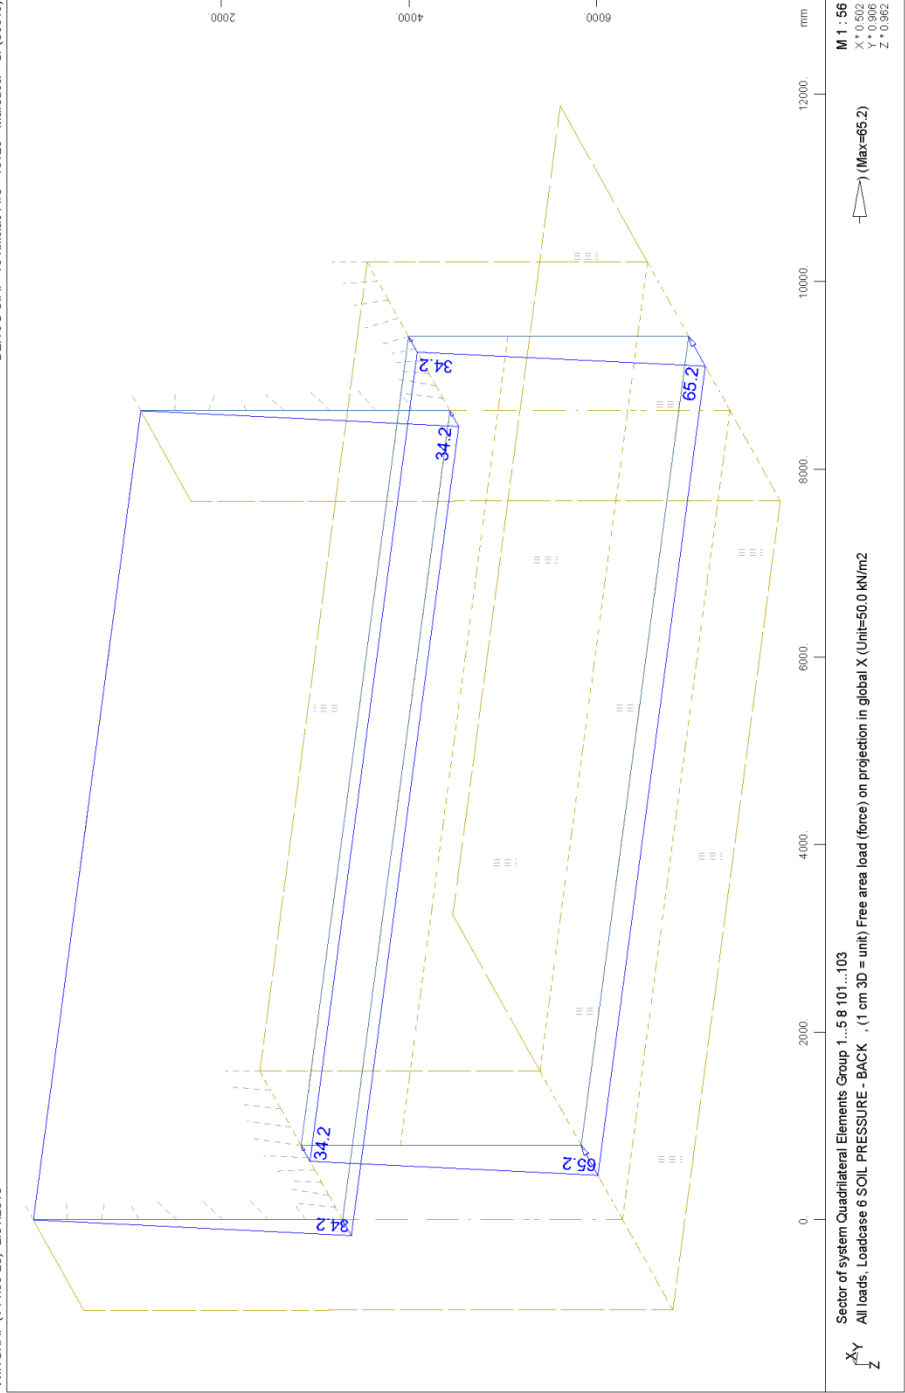 2000.
4000.
6000.
mm
M 1 : 56
X * 0.502
Y * 0.906
Z * 0.962
12000.
10000.
8000.
6000.
4000.
2000.
0.
34.2
65.2
34.2
34.2
65.2
34.2
(Max=65.2)
Sector of system Quadrilateral Elements Group 1...5 8 101...103
All loads, Loadcase 6 SOIL PRESSURE - BACK , (1 cm 3D = unit) Free area load (force) on projection in global X (Unit=50.0 kN/m2
X
Y
Z